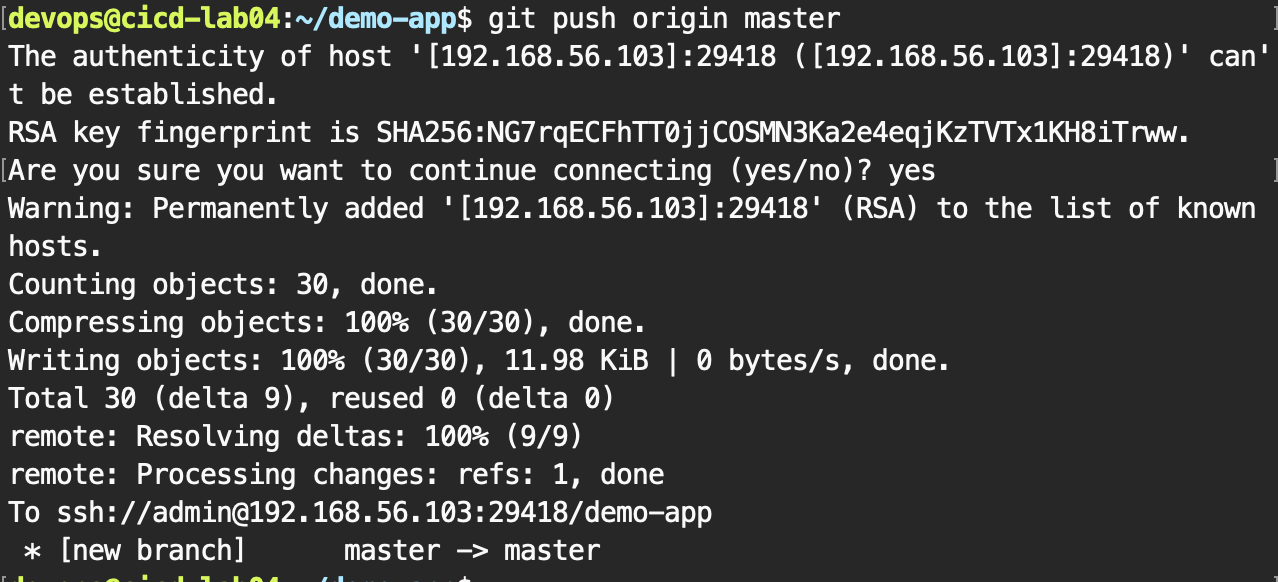 [devops@cicd-lab04:~/demo-app$ git push origin master ]
The authenticity of host '[192.168.56.103]:29418 ([192.168.56.103]:29418)' can'
t be established.
RSA key fingerprint is SHA256:NG7rqECFhTT0jjCOSMN3Ka2e4eqjKzTVTx1KH8iTrww.
[Are you sure you want to continue connecting (yes/no)? yes ]
Warning: Permanently added '[192.168.56.103]:29418' (RSA) to the list of known
hosts.
Counting objects: 30, done.
Compressing objects: 100% (30/30), done.
Writing objects: 100% (30/30), 11.98 KiB | 0 bytes/s, done.
Total 30 (delta 9), reused 0 (delta 0)
remote: Resolving deltas: 100% (9/9)
remote: Processing changes: refs: 1, done
To ssh://admin@192.168.56.103:29418/demo-app
 * [new branch]      master -> master
devops@cicd-lab04:~/demo-app$